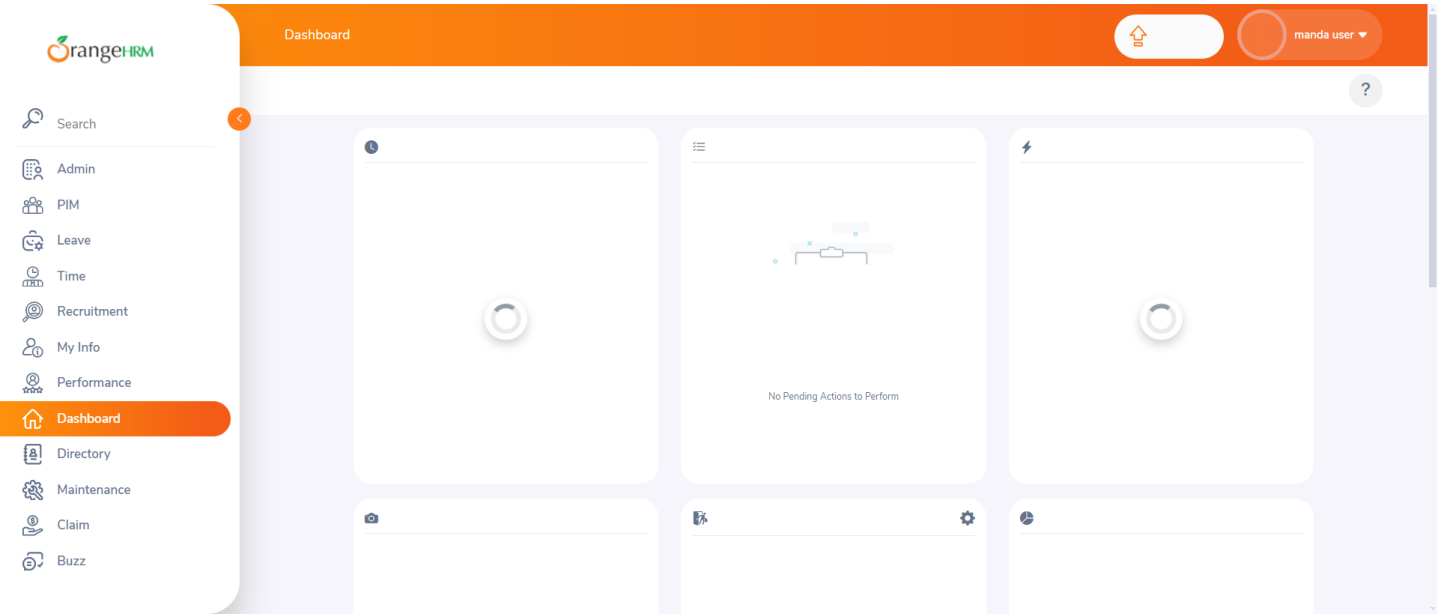 OrangeHRM
Dashboard
manda user
?
Search
Admin
PIM
Leave
Time
Recruitment
My Info
Performance
Dashboard
Directory
Maintenance
Claim
Buzz
No Pending Actions to Perform